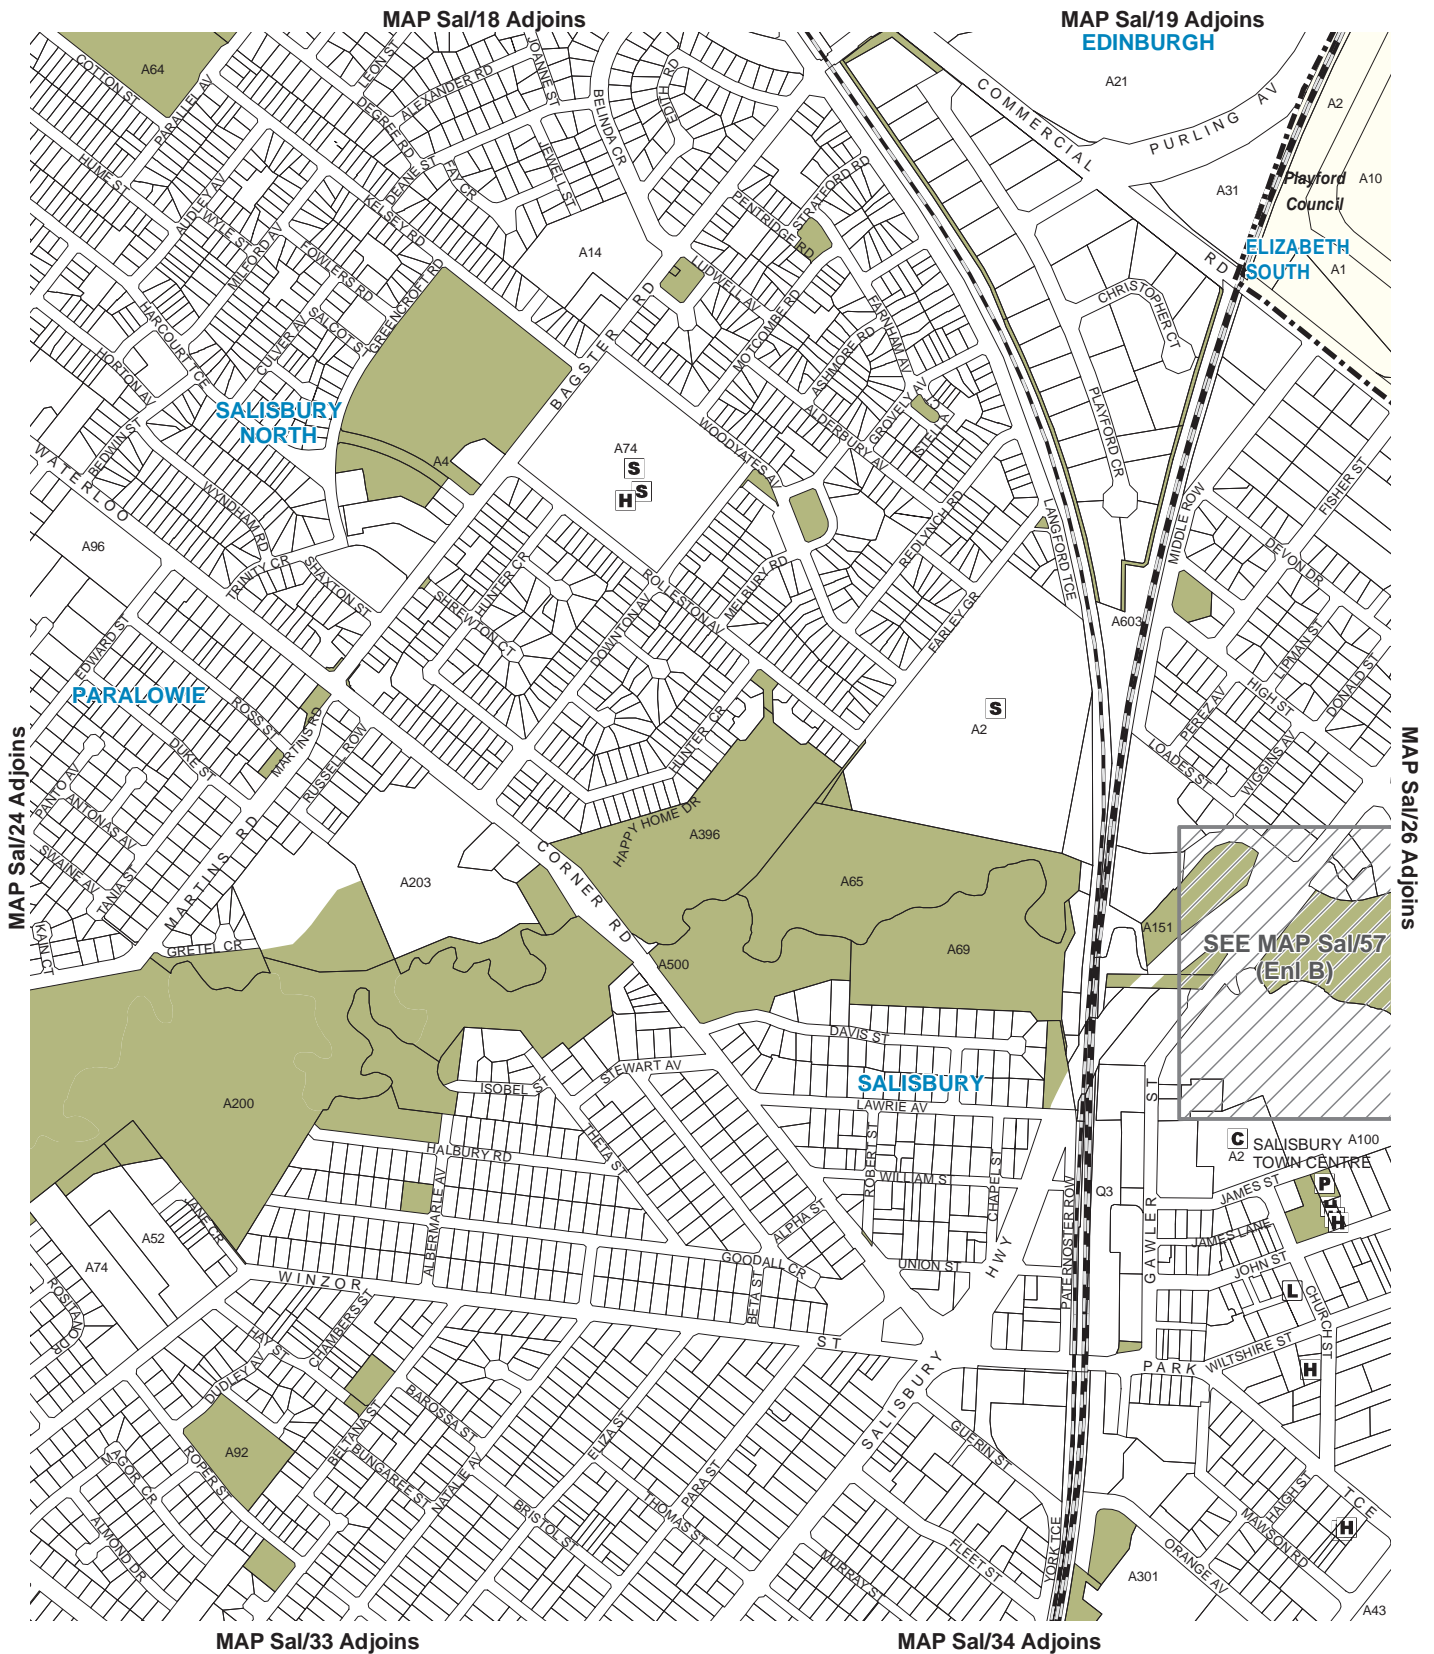 MAP Sal/18 Adjoins
MAP Sal/19 Adjoins
EDINBURGH
A64
COTTON ST
PARALLEL AV
LEON ST
ALEXANDER RD
JOANNE ST
DEGREE RD
BELINDA CR
EDITH RD
COMMERCIAL
RD
A21
PURLING AV
A2
A31
Playford
Council
A10
ELIZABETH
SOUTH
A1
HUME ST
AUDLEY AV
WYLE ST
MILFORD AV
DEANE ST
FAY CR
JEWELL ST
KELSEY RD
FOWLERS RD
GREENCROFT RD
A14
PENTRIDGE RD
STRATFORD RD
LUDWELL AV
MOTCOMBE RD
FARNHAM AV
ASHMORE RD
CHRISTOPHER CT
HARCOURT TCE
SALCOT ST
CULVER AV
HORTON AV
BAGSTER RD
SALISBURY
NORTH
BEDWIN ST
WATERLOO
CORNER RD
A4
A74
S
S
H
WOODYATES AV
ALDERBURY AV
GROVELY AV
STELLA
PLAYFORD CR
MIDDLE ROW
FISHER ST
DEVON DR
A96
WYNDHAM RD
TRINITY CR
SHAXTON ST
SHREWTON CT
HUNTER CR
DOWNTON AV
ROLLESTON AV
MELBURY RD
REDLYNCH RD
FARLEY GR
LANGFORD TCE
A603
LIPMAN ST
HIGH ST
DONALD ST
PEREZ AV
LOADES ST
WIGGINS AV
EDWARD ST
PARALOWIE
ROSS ST
DUKE ST
MARTINS RD
RUSSELL ROW
HUNTER CR
S
A2
MAP Sal/24 Adjoins
MAP Sal/26 Adjoins
PANTO AV
ANTONAS AV
SWAINE AV
TANIA ST
KAIN CT
MARTINS RD
GRETEL CR
A203
HAPPY HOME DR
A396
A65
A69
A500
A151
SEE MAP Sal/57
(Enl B)
DAVIS ST
STEWART AV
SALISBURY
LAWRIE AV
ISOBEL ST
A200
THETA ST
HALBURY RD
ALBERMARLE AV
ROBERT ST
WILLIAM S
CHAPEL ST
ALPHA ST
GOODALL CR
BETA ST
UNION ST
SALISBURY HWY
PATERNOSTER ROW
Q3
GAWLER ST
C
A2
SALISBURY
TOWN CENTRE
A100
JAMES ST
P
H
H
JAMES LANE
JOHN ST
L
CHURCH ST
WILTSHIRE ST
H
PARK TCE
JANE CR
A52
A74
ROSITA DR
WINZOR ST
HAY ST
CHAMBERS ST
DUDLEY AV
A92
ROPER ST
MAGOR CR
ALMOND DR
BELTANA ST
BAROSSA ST
BUNGAREE ST
NATALIE AV
ELIZA ST
BRISTOL ST
THOMAS ST
PARA ST
GUERIN ST
FLEET ST
MURRAY ST
YORK TCE
HAIGH ST
MAWSON RD
ORANGE AV
H
A301
A43
MAP Sal/33 Adjoins
MAP Sal/34 Adjoins